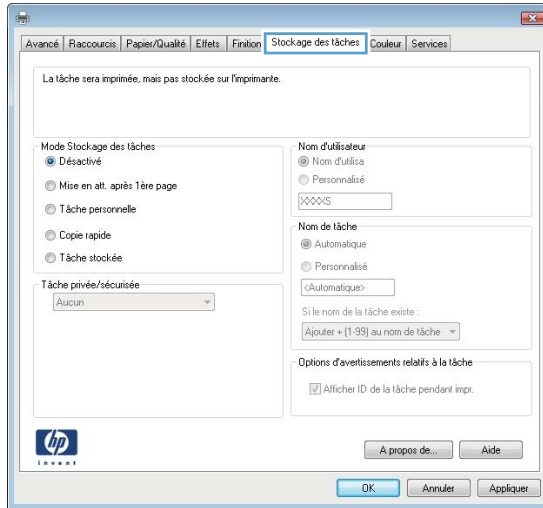 Avancé Raccourcis Papier/Qualité Effets Finition Stockage des tâches Couleur Services
La tâche sera imprimée, mais pas stockée sur l'imprimante.
Mode Stockage des tâches
Désactivé
Mise en att. après 1ère page
Tâche personnelle
Copie rapide
Tâche stockée
Tâche privée/sécurisée
Aucun
Nom d'utilisateur
Nom d'utilisa
Personnalisé
XXXXS
Nom de tâche
Automatique
Personnalisé
<Automatique>
Si le nom de la tâche existe :
Ajouter + (1-99) au nom de tâche
Options d'avertissements relatifs à la tâche
Afficher ID de la tâche pendant impr.
hp
invent
A propos de... Aide
OK Annuler Appliquer